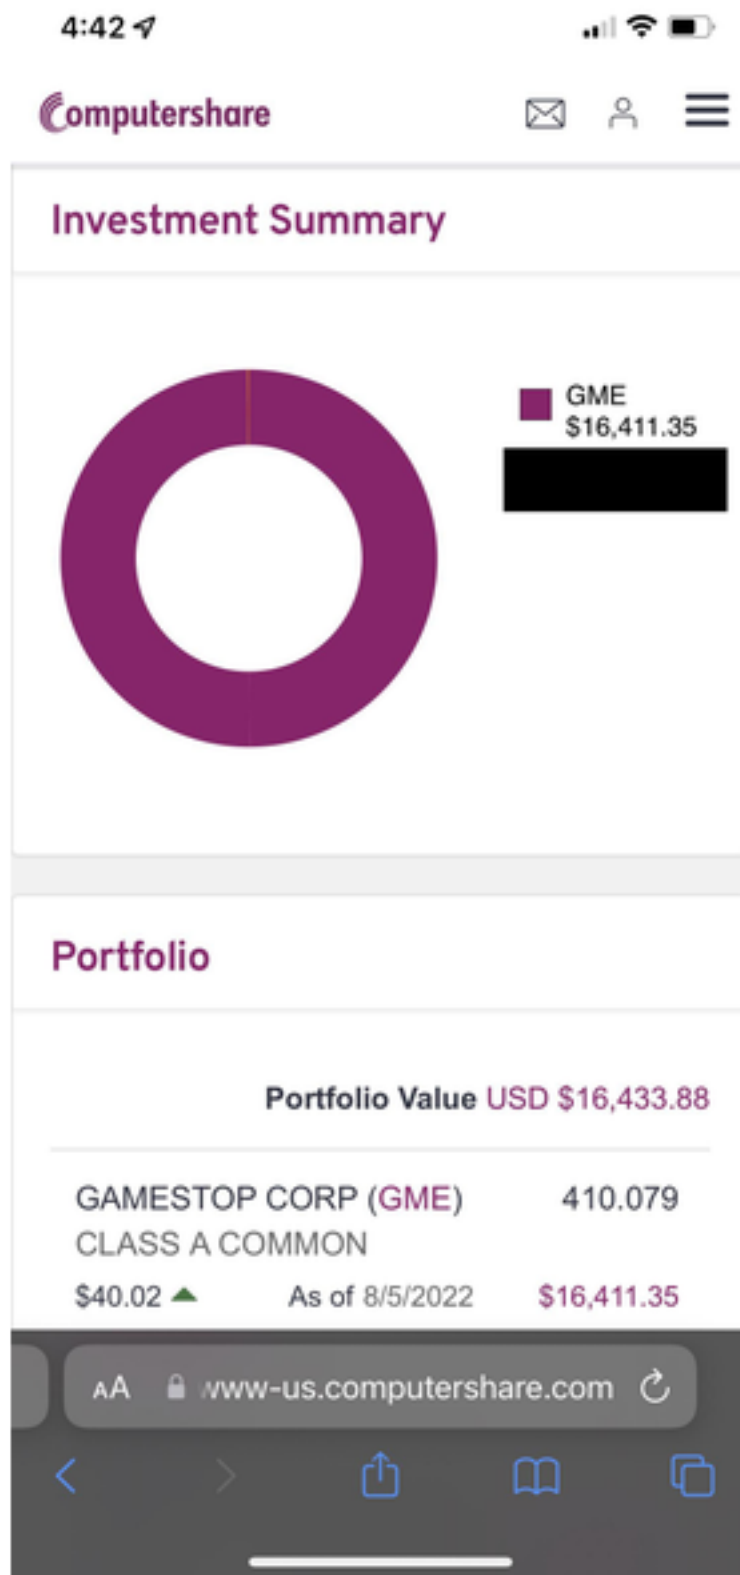 4:42
Computershare
Investment Summary
GME
$16,411.35
Portfolio
Portfolio Value USD $16,433.88
GAMESTOP CORP (GME) 410.079
CLASS A COMMON
$40.02 As of 8/5/2022 $16,411.35
AA www-us.computershare.com